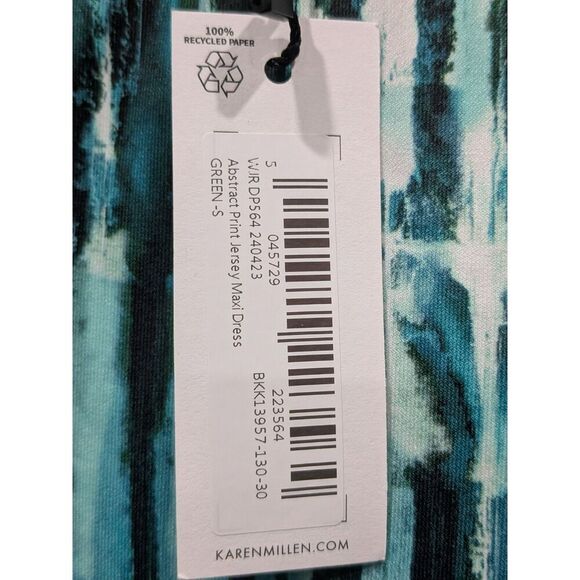 100%
RECYCLED PAPER
5 045729 223564
WJR DP564 240423 BKK13957-130-30
Abstract Print Jersey Maxi Dress
GREEN-S
KARENMILLEN.COM